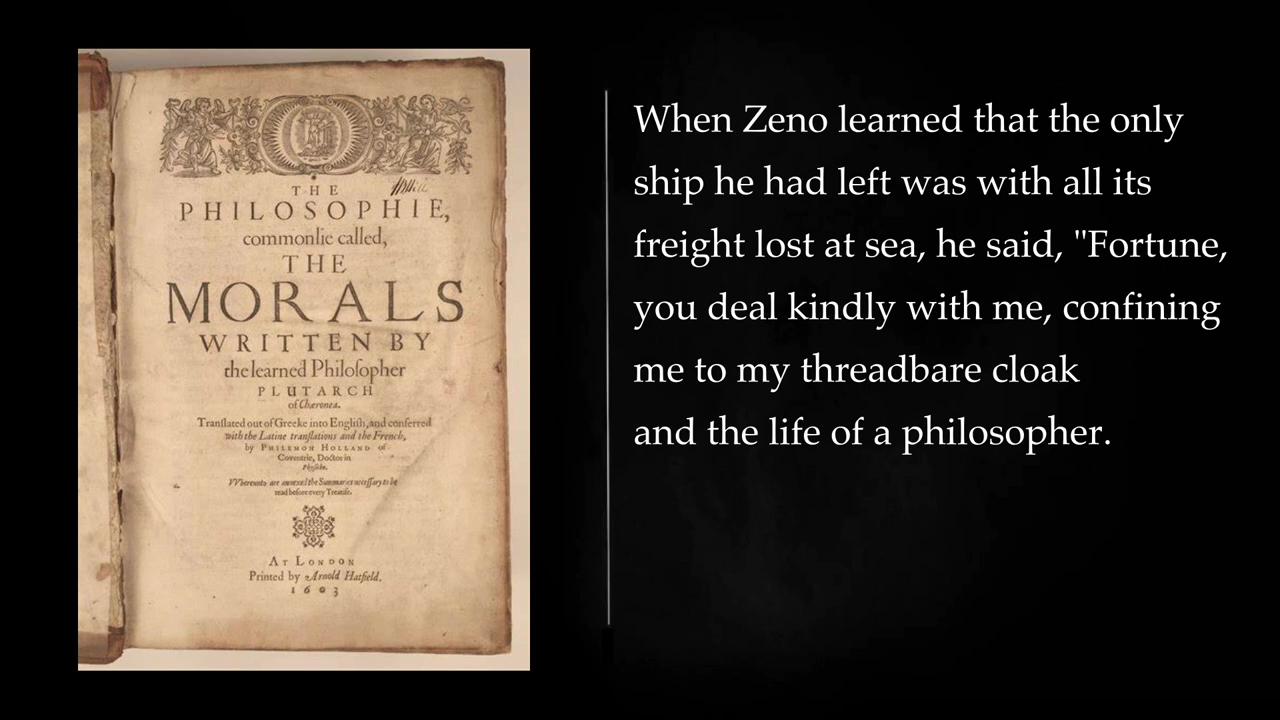 THE
PHILOSOPHIE,
commonlie called,
THE
MORALS
WRITTEN BY
the learned Philoſopher
PLUTARCH
of Chæronea.
Tranſlated out of Greeke into Engliſh, and conferred
with the Latine tranſlations and the French,
by PHILEMON HOLLAND of
Coventrie, Doctor in
Phyſicke.
VVhereunto are annexed the Summaries neceſſary to be
read before every Treatiſe.
AT LONDON
Printed by Arnold Hatfield.
1603
When Zeno learned that the only
ship he had left was with all its
freight lost at sea, he said, "Fortune,
you deal kindly with me, confining
me to my threadbare cloak
and the life of a philosopher.